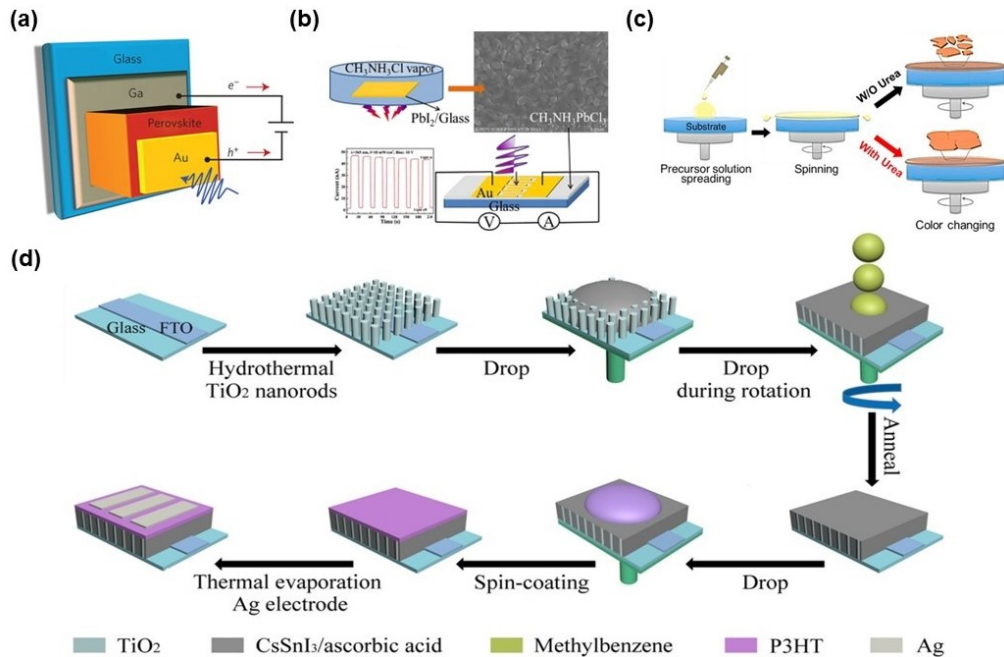 (a)
Glass
Ga
Perovskite
Au
e⁻
h⁺
(b)
CH₃NH₃Cl vapor
PbI₂/Glass
CH₃NH₃PbCl₃
Current (nA)
Time (s)
Au
Glass
V
A
(c)
Substrate
Precursor solution
spreading
Spinning
W/O Urea
With Urea
Color changing
(d)
Glass
FTO
Hydrothermal
TiO₂ nanorods
Drop
Drop
during rotation
Anneal
Drop
Spin-coating
Thermal evaporation
Ag electrode
TiO₂
CsSnI₃/ascorbic acid
Methylbenzene
P3HT
Ag